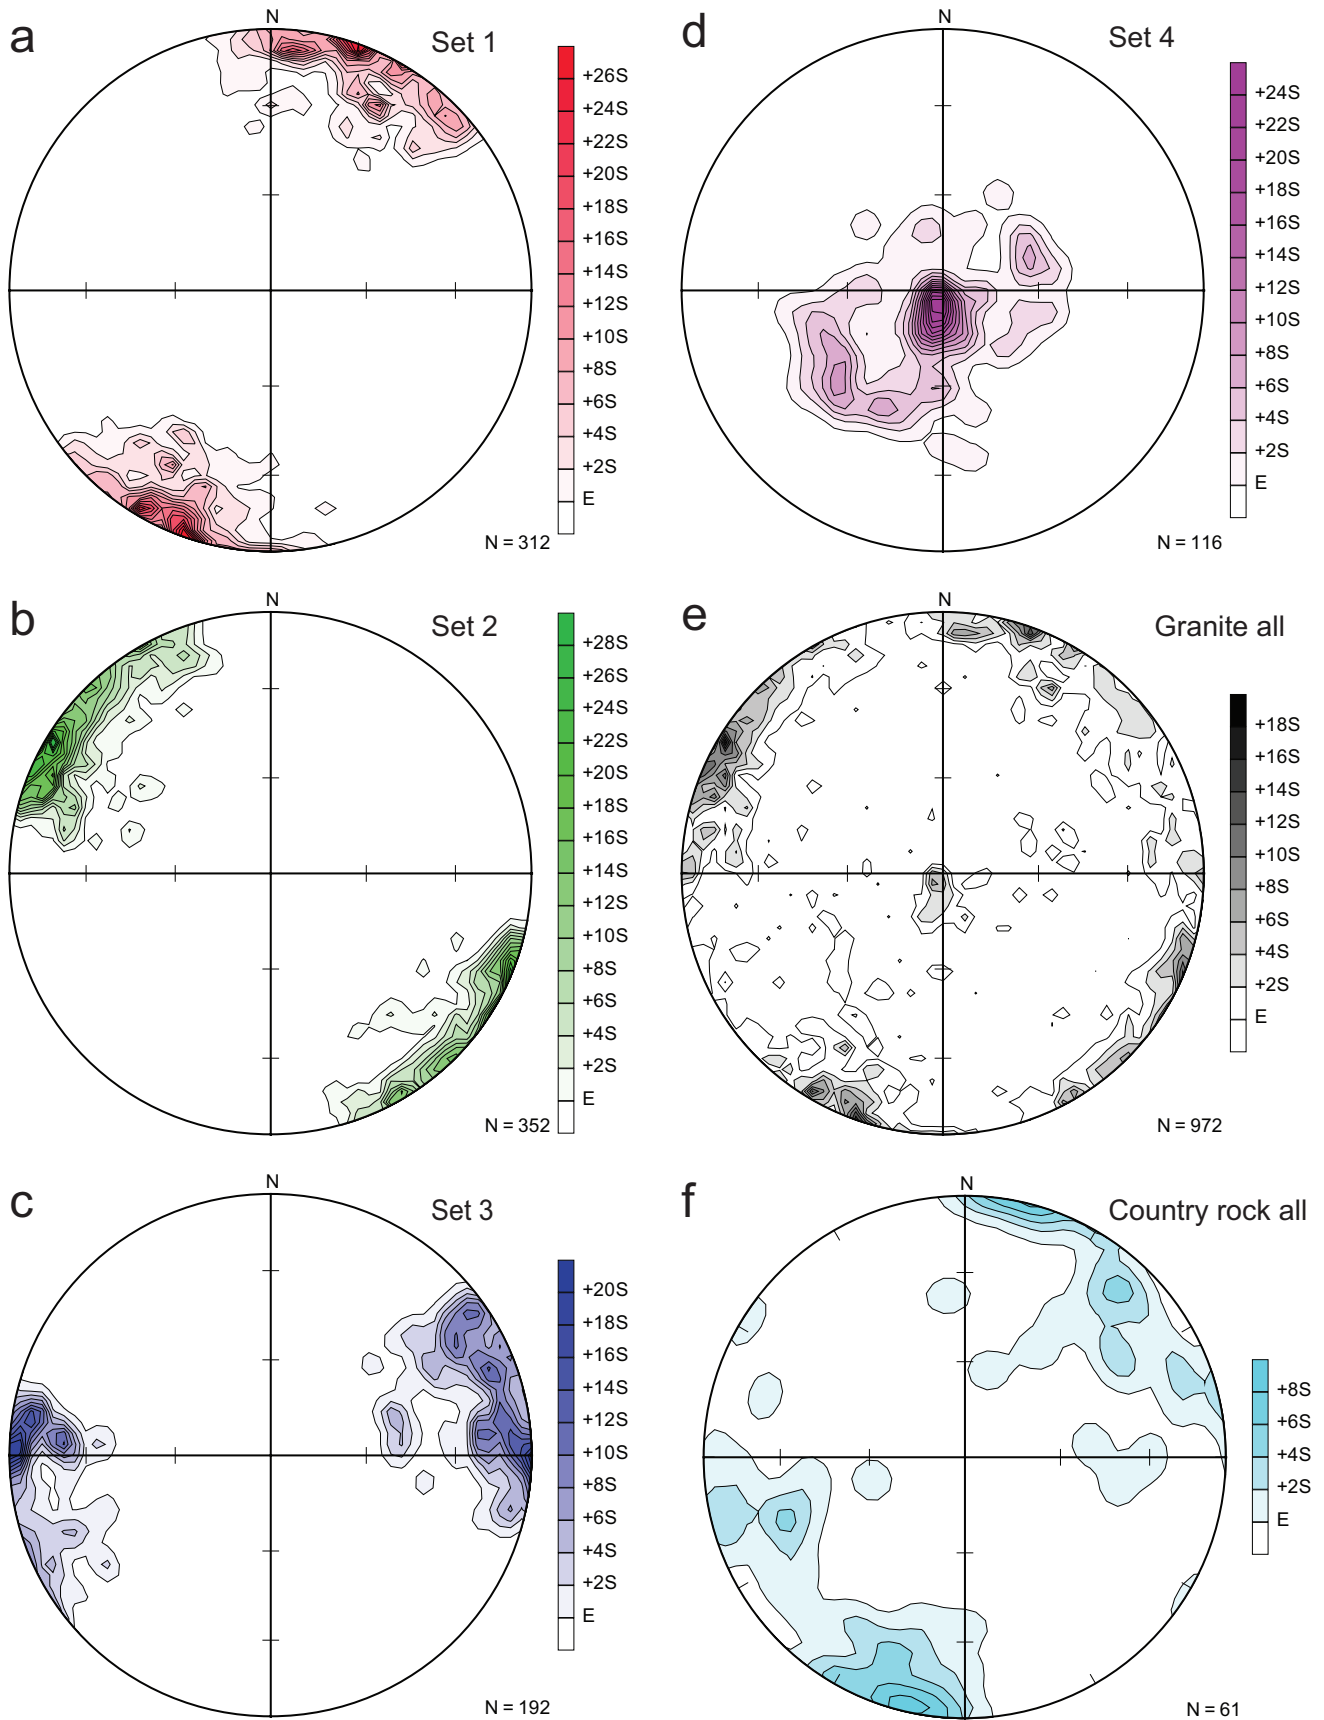 a
N
Set 1
+26S
+24S
+22S
+20S
+18S
+16S
+14S
+12S
+10S
+8S
+6S
+4S
+2S
E
N = 312
d
N
Set 4
+24S
+22S
+20S
+18S
+16S
+14S
+12S
+10S
+8S
+6S
+4S
+2S
E
N = 116
b
N
Set 2
+28S
+26S
+24S
+22S
+20S
+18S
+16S
+14S
+12S
+10S
+8S
+6S
+4S
+2S
E
N = 352
e
N
Granite all
+18S
+16S
+14S
+12S
+10S
+8S
+6S
+4S
+2S
E
N = 972
c
N
Set 3
+20S
+18S
+16S
+14S
+12S
+10S
+8S
+6S
+4S
+2S
E
N = 192
f
N
Country rock all
+8S
+6S
+4S
+2S
E
N = 61